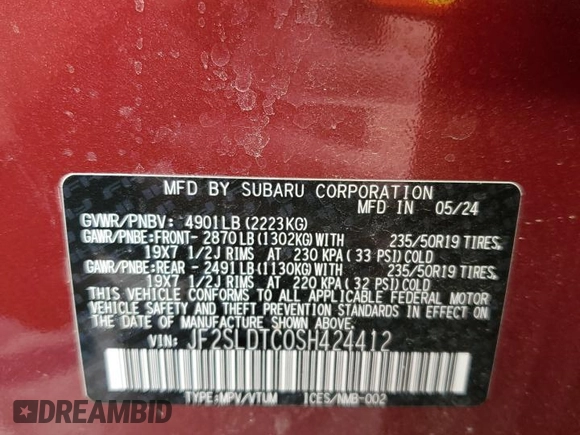 MFD BY SUBARU CORPORATION
MFD IN 05/24
GVWR/PNBV: 4901LB (2223KG)
GAWR/PNBE:FRONT- 2870LB(1302KG)WITH 235/50R19 TIRES,
19X7 1/2J RIMS AT 230 KPA( 33 PSI)COLD
GAWR/PNBE:REAR - 2491LB(1130KG)WITH 235/50R19 TIRES,
19X7 1/2J RIMS AT 220 KPA( 32 PSI)COLD
THIS VEHICLE CONFORMS TO ALL APPLICABLE FEDERAL MOTOR
VEHICLE SAFETY AND THEFT PREVENTION STANDARDS IN EFFECT ON
THE DATE OF MANUFACTURE SHOWN ABOVE.
VIN: JF2SLDTC0SH424412
TYPE:MPV/VTUM ICES/NMB-002
DREAMBID